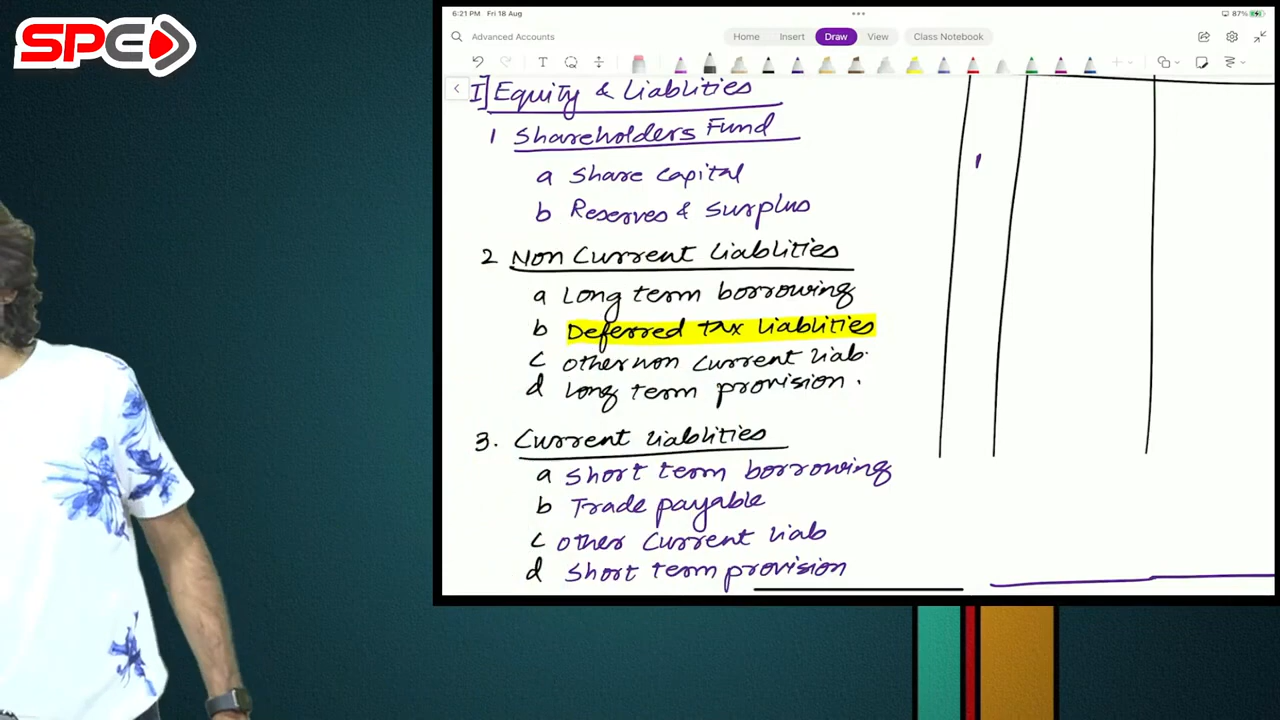 SPE
6:21 PM Fri 18 Aug
87%
Advanced Accounts
Home Insert Draw View Class Notebook
I] Equity & Liablities
1 Shareholders Fund
a Share Capital
b Reserves & Surplus
1
2 Non Current Liablities
a Long term borrowing
b Deferred tax Liablities
c other non Current Liab.
d Long term provision.
3. Current Liablities
a Short term borrowing
b Trade payable
c other Current Liab
d Short term provision